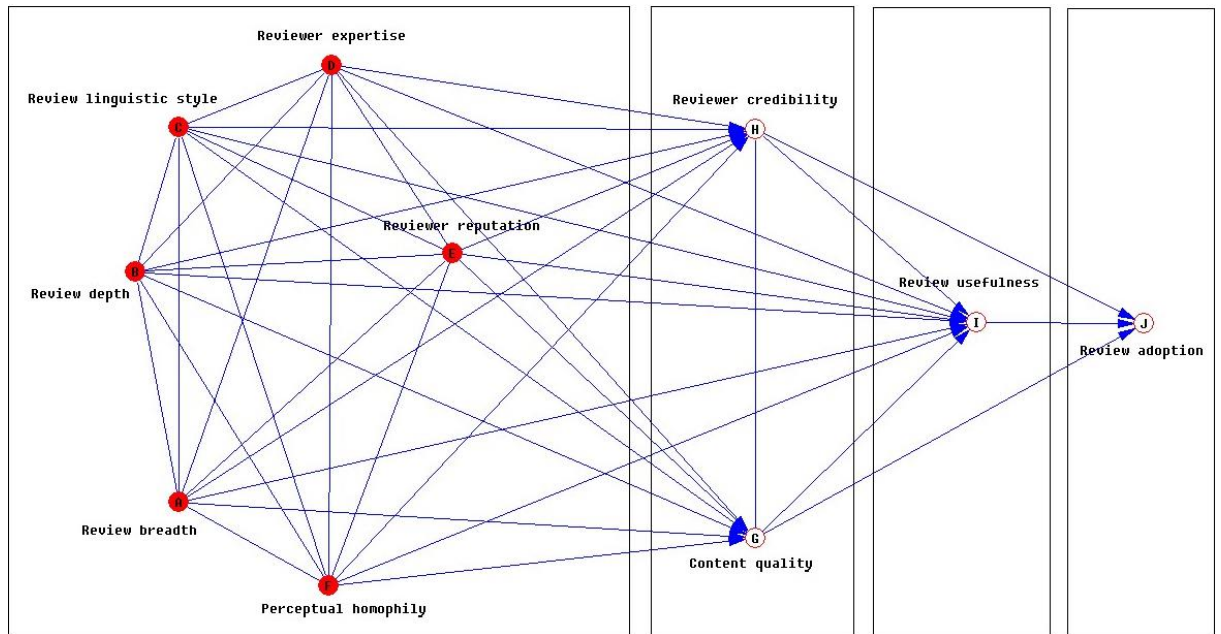 Reviewer expertise
D
Review linguistic style
C
Reviewer credibility
H
Reviewer reputation
E
B
Review depth
Review usefulness
I
J
Review adoption
A
Review breadth
G
Content quality
F
Perceptual homophily